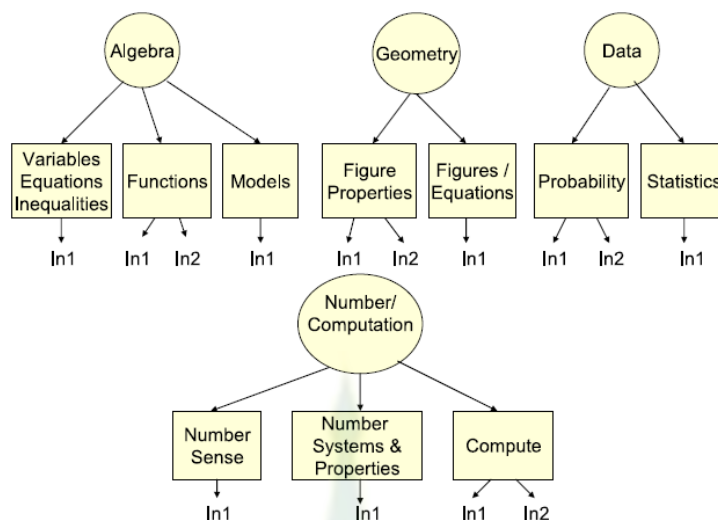 Algebra
Geometry
Data
Variables
Equations
Inequalities
Functions
Models
Figure
Properties
Figures /
Equations
Probability
Statistics
In1
In1
In2
In1
In1
In2
In1
In1
In2
In1
Number/
Computation
Number
Sense
Number
Systems &
Properties
Compute
In1
In1
In1
In2